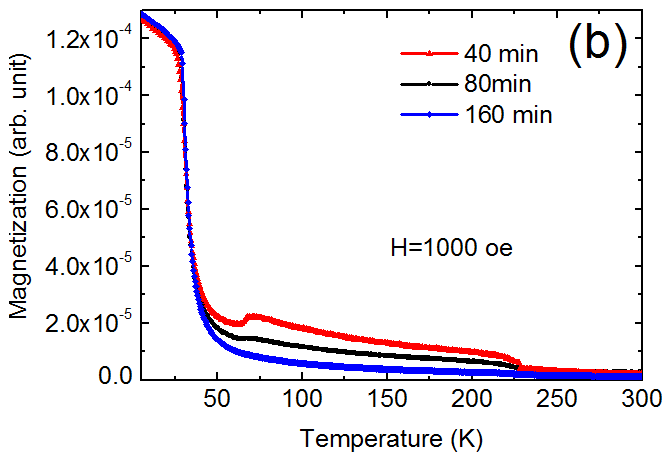 (b)
40 min
80min
160 min
H=1000 oe
Magnetization (arb. unit)
1.2x10⁻⁴
1.0x10⁻⁴
8.0x10⁻⁵
6.0x10⁻⁵
4.0x10⁻⁵
2.0x10⁻⁵
0.0
50 100 150 200 250 300
Temperature (K)